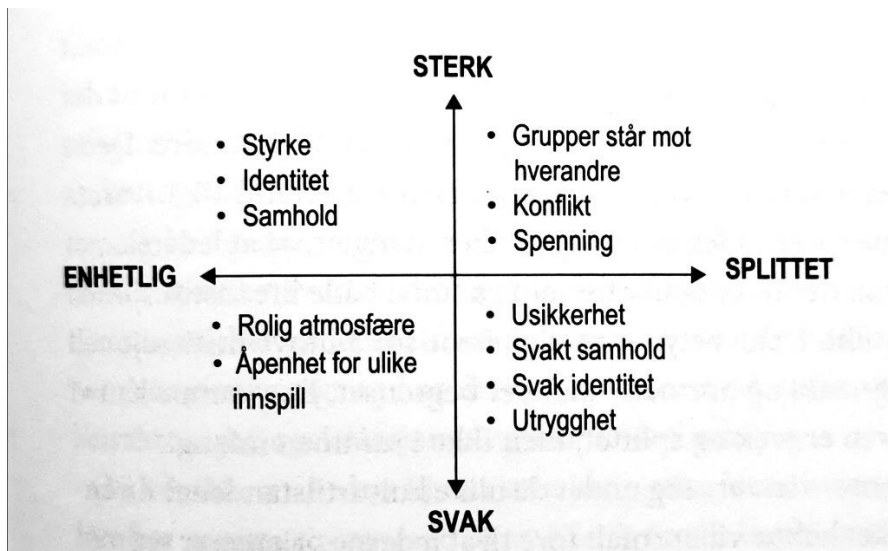 STERK
• Styrke
• Identitet
• Samhold
• Grupper står mot
hverandre
• Konflikt
• Spenning
ENHETLIG
SPLITTET
• Rolig atmosfære
• Åpenhet for ulike
innspill
• Usikkerhet
• Svakt samhold
• Svak identitet
• Utrygghet
SVAK